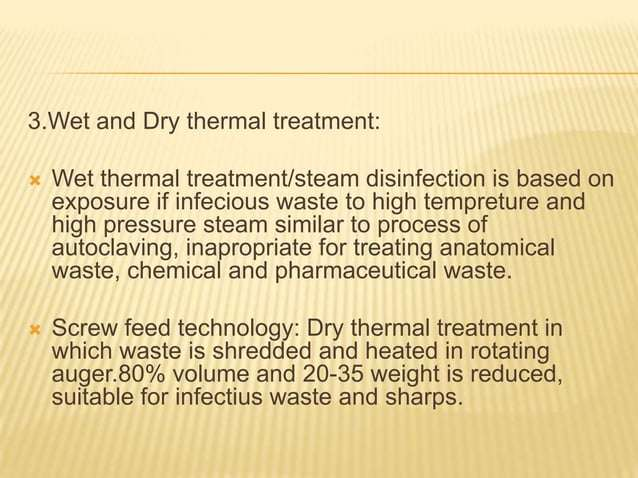 3.Wet and Dry thermal treatment:
Wet thermal treatment/steam disinfection is based on
exposure if infecious waste to high tempreture and
high pressure steam similar to process of
autoclaving, inapropriate for treating anatomical
waste, chemical and pharmaceutical waste.
Screw feed technology: Dry thermal treatment in
which waste is shredded and heated in rotating
auger.80% volume and 20-35 weight is reduced,
suitable for infectius waste and sharps.